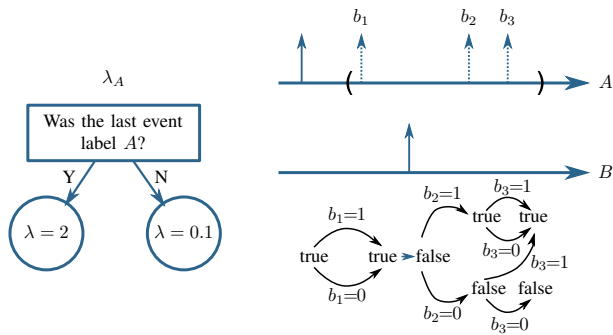 λ_A
Was the last event
label A?
Y
N
λ = 2
λ = 0.1
b_1
b_2
b_3
(
)
A
B
b_1=1
b_2=1
b_3=1
true
true
false
true
true
b_3=0
b_3=1
false
false
b_1=0
b_2=0
b_3=0